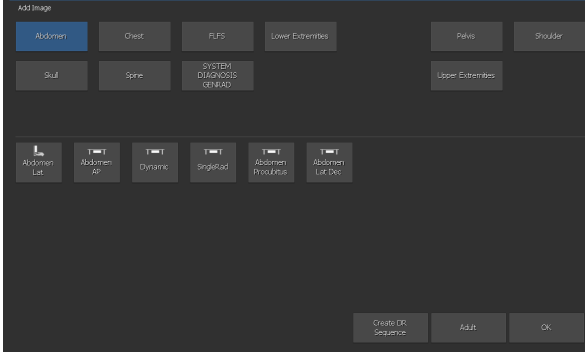 Add Image
Abdomen
Chest
FLFS
Lower Extremities
Pelvis
Shoulder
Skull
Spine
SYSTEM
DIAGNOSIS
GENRAD
Upper Extremities
Abdomen
Lat
Abdomen
AP
Dynamic
SingleRad
Abdomen
Procubitus
Abdomen
Lat Dec
Create DR
Sequence
Adult
OK